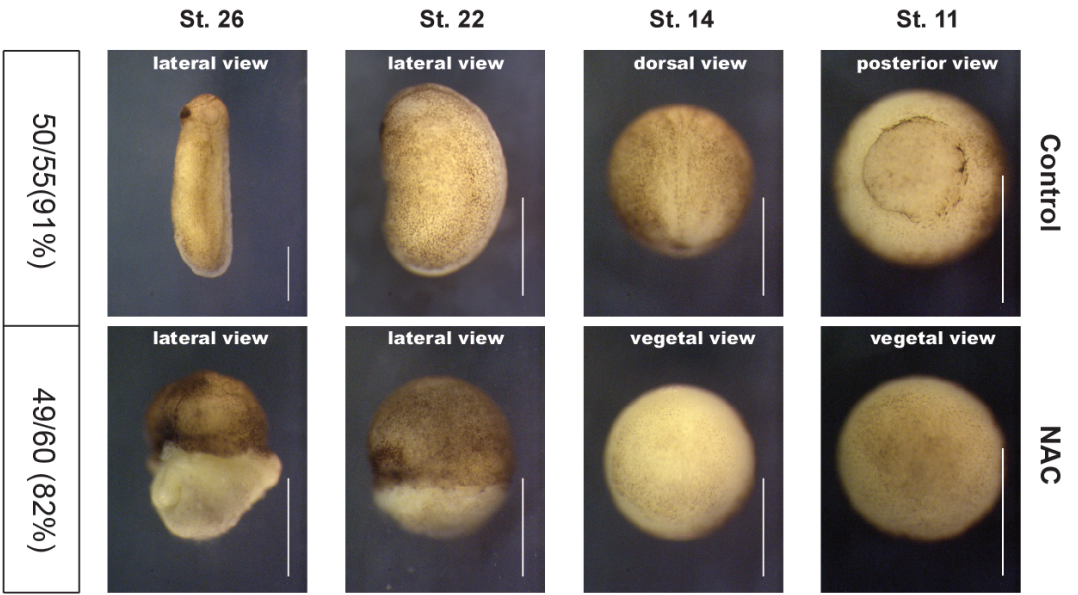 St. 26
St. 22
St. 14
St. 11
lateral view
lateral view
dorsal view
posterior view
50/55(91%)
Control
lateral view
lateral view
vegetal view
vegetal view
49/60 (82%)
NAC